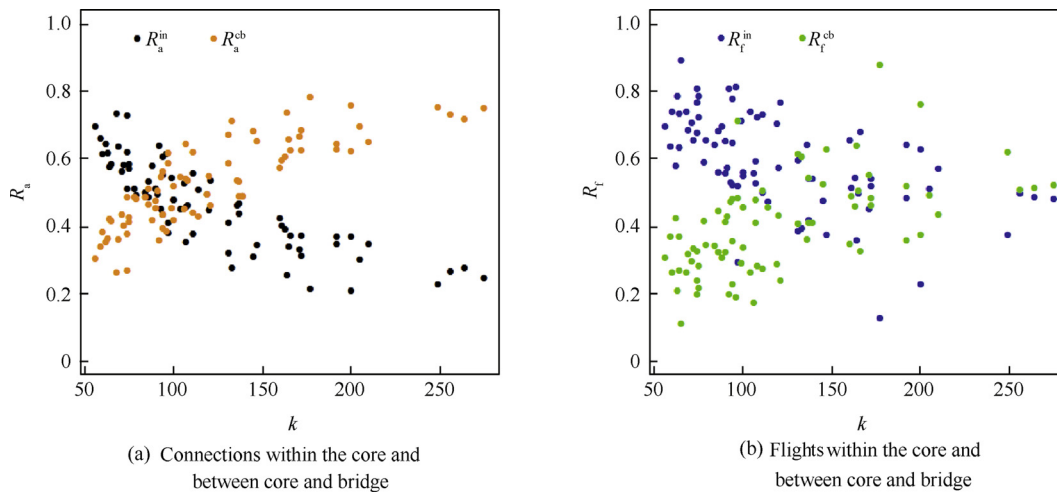 1.0
0.8
0.6
0.4
0.2
0
R_a
R_a^in
R_a^cb
50
100
150
200
250
k
(a) Connections within the core and
between core and bridge
1.0
0.8
0.6
0.4
0.2
0
R_f
R_f^in
R_f^cb
50
100
150
200
250
k
(b) Flights within the core and
between core and bridge